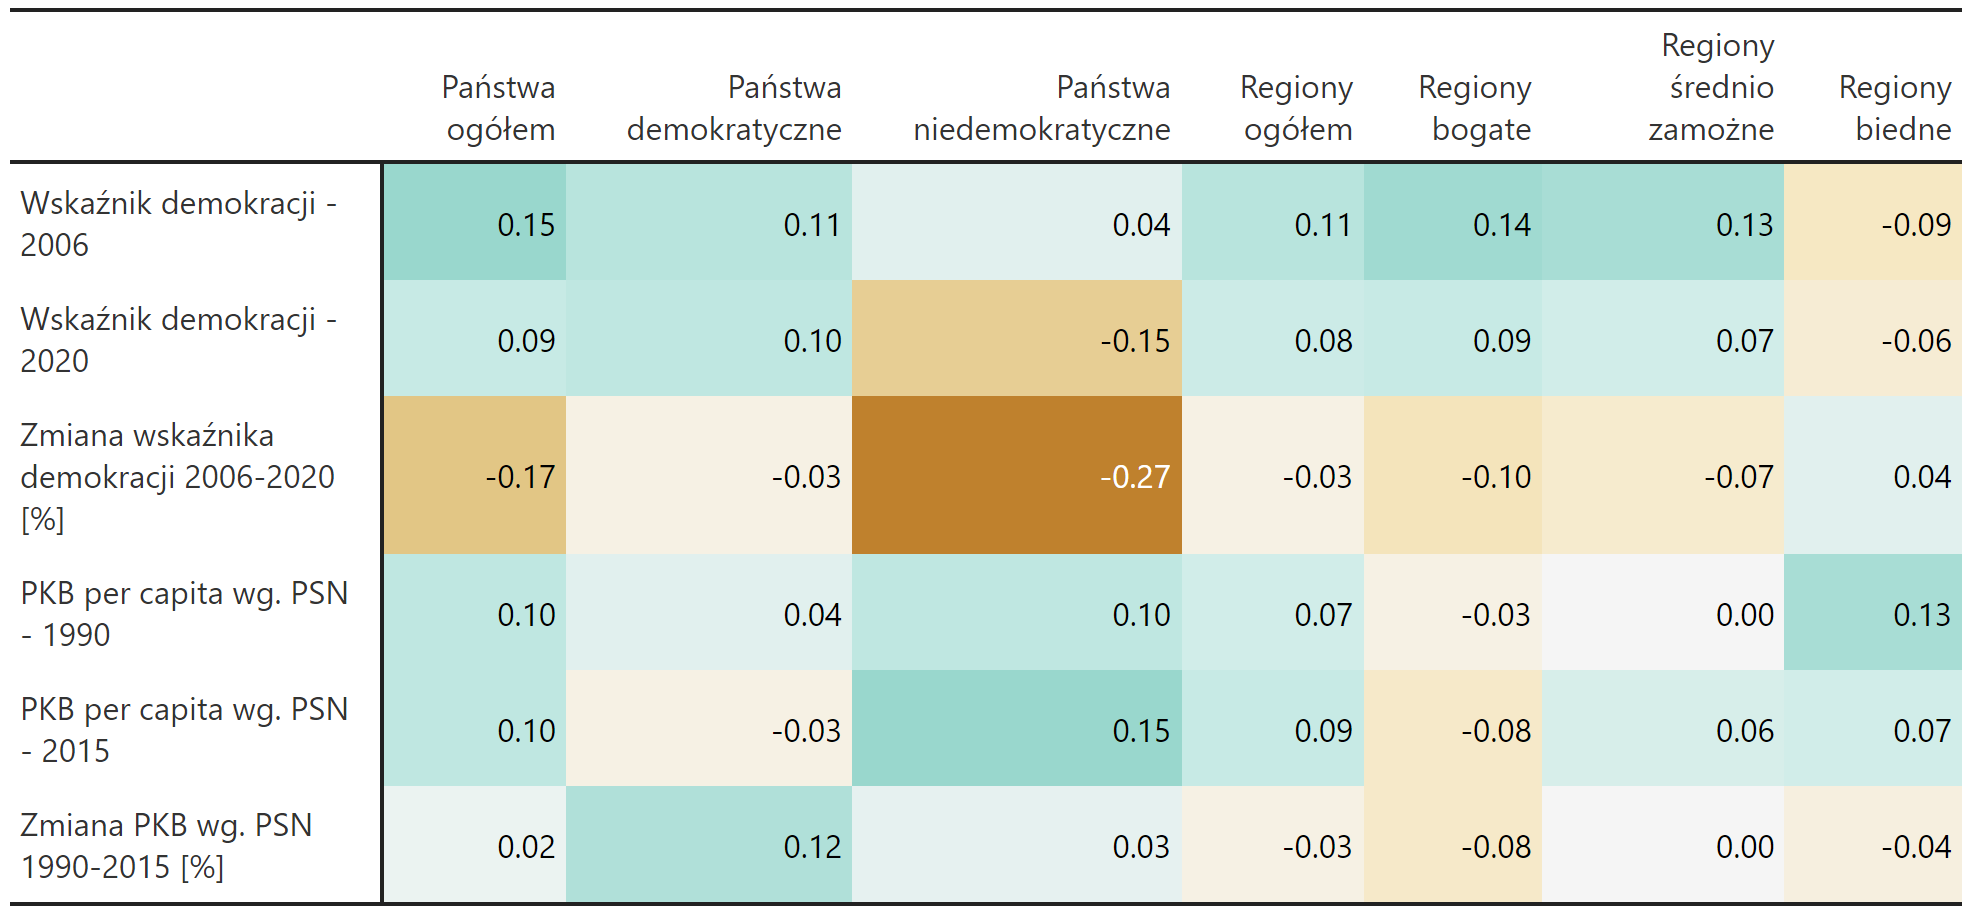 Państwa ogółem Państwa demokratyczne Państwa niedemokratyczne Regiony ogółem Regiony bogate Regiony średnio zamożne Regiony biedne
Wskaźnik demokracji - 2006 0.15 0.11 0.04 0.11 0.14 0.13 -0.09
Wskaźnik demokracji - 2020 0.09 0.10 -0.15 0.08 0.09 0.07 -0.06
Zmiana wskaźnika demokracji 2006-2020 [%] -0.17 -0.03 -0.27 -0.03 -0.10 -0.07 0.04
PKB per capita wg. PSN - 1990 0.10 0.04 0.10 0.07 -0.03 0.00 0.13
PKB per capita wg. PSN - 2015 0.10 -0.03 0.15 0.09 -0.08 0.06 0.07
Zmiana PKB wg. PSN 1990-2015 [%] 0.02 0.12 0.03 -0.03 -0.08 0.00 -0.04